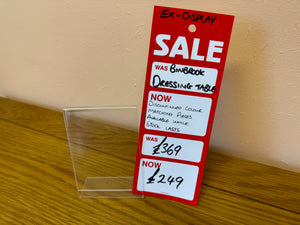 EX-DISPLAY
SALE
WAS BINBROOK
DRESSING TABLE
NOW
DISCONTINUED COLOUR
MATCHING PIECES
AVAILABLE WHILE
STOCK LASTS
WAS
£369
NOW
£249